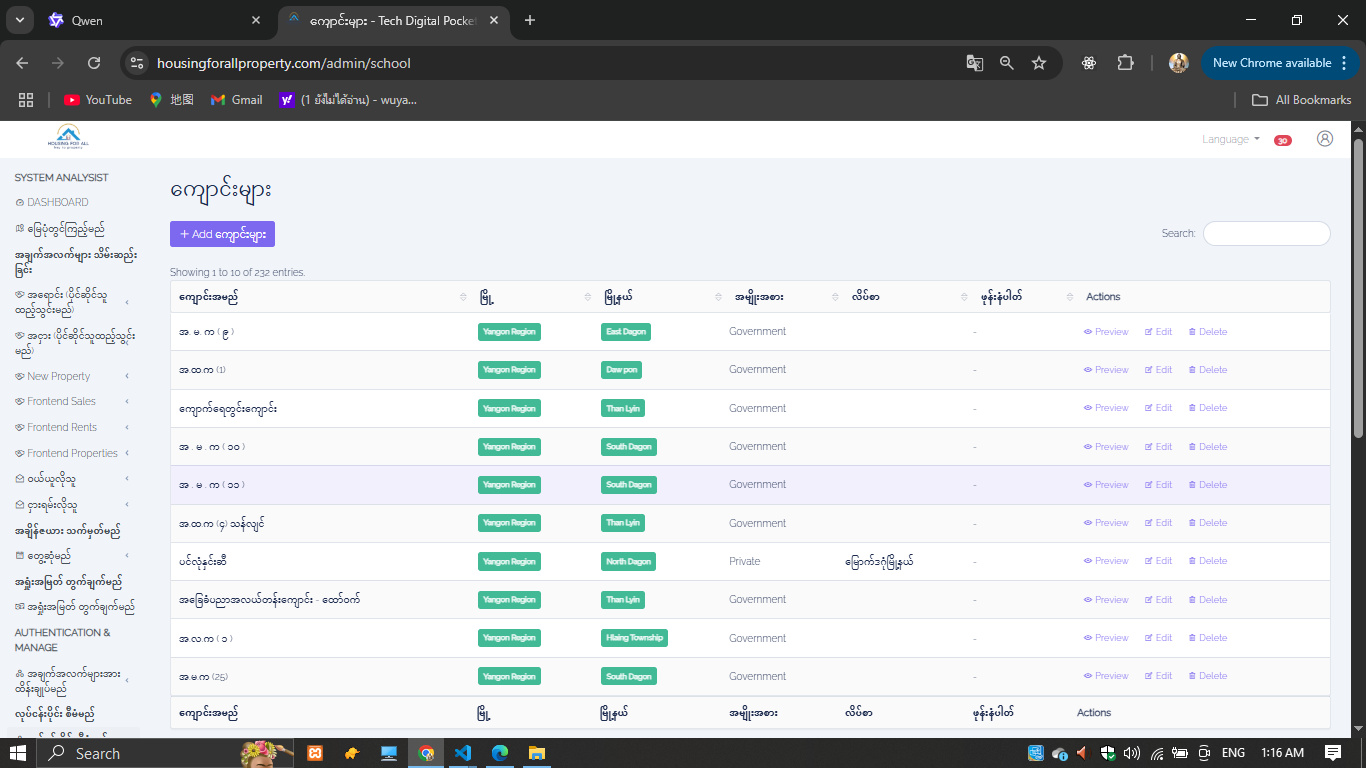 Qwen
ကျောင်းများ - Tech Digital Pocket
housingforallproperty.com/admin/school
New Chrome available
YouTube
地图
Gmail
(1 ยังไม่ได้อ่าน) - wuya...
All Bookmarks
HOUSING FOR ALL
Language
30
SYSTEM ANALYSIST
DASHBOARD
မြေပုံတွင်ကြည့်မည်
အချက်အလက်များ သိမ်းဆည်း
ခြင်း
အရောင်း (ပိုင်ဆိုင်သူ
ထည့်သွင်းမည်)
အငှား (ပိုင်ဆိုင်သူထည့်သွင်း
မည်)
New Property
Frontend Sales
Frontend Rents
Frontend Properties
ဝယ်ယူလိုသူ
ငှားရမ်းလိုသူ
အချိန်ဇယား သက်မှတ်မည်
တွေ့ဆုံမည်
အရှုံးအမြတ် တွက်ချက်မည်
အရှုံးအမြတ် တွက်ချက်မည်
AUTHENTICATION &
MANAGE
အချက်အလက်များအား
ထိန်းချုပ်မည်
လုပ်ငန်းပိုင်း စီမံမည်
ကျောင်းများ
+ Add ကျောင်းများ
Search:
Showing 1 to 10 of 232 entries.
ကျောင်းအမည် မြို့ မြို့နယ် အမျိုးအစား လိပ်စာ ဖုန်းနံပါတ် Actions
အ. မ. က ( ၉ ) Yangon Region East Dagon Government - Preview Edit Delete
အ.ထ.က (1) Yangon Region Daw pon Government - Preview Edit Delete
ကျောက်ရေတွင်းကျောင်း Yangon Region Than Lyin Government - Preview Edit Delete
အ . မ . က ( ၁၀ ) Yangon Region South Dagon Government - Preview Edit Delete
အ . မ . က ( ၁၁ ) Yangon Region South Dagon Government - Preview Edit Delete
အ.ထ.က (၄) သန်လျင် Yangon Region Than Lyin Government - Preview Edit Delete
ပင်လုံနှင်းဆီ Yangon Region North Dagon Private မြောက်ဒဂုံမြို့နယ် - Preview Edit Delete
အခြေခံပညာအလယ်တန်းကျောင်း - ထော်ဝက် Yangon Region Than Lyin Government - Preview Edit Delete
အ.လ.က ( ၁ ) Yangon Region Hlaing Township Government - Preview Edit Delete
အ.မ.က (25) Yangon Region South Dagon Government - Preview Edit Delete
ကျောင်းအမည် မြို့ မြို့နယ် အမျိုးအစား လိပ်စာ ဖုန်းနံပါတ် Actions
Search
ENG
1:16 AM